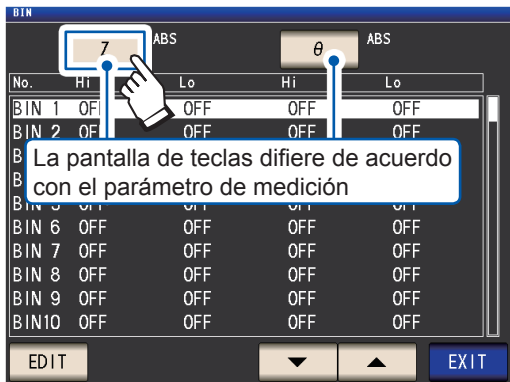 BIN
7 ABS θ ABS
No. Hi Lo Hi Lo
BIN 1 OF OFF OFF OFF
BIN 2 OFF OFF OFF OFF
B
B
La pantalla de teclas difiere de acuerdo
con el parámetro de medición
BIN 6 OFF OFF OFF OFF
BIN 7 OFF OFF OFF OFF
BIN 8 OFF OFF OFF OFF
BIN 9 OFF OFF OFF OFF
BIN10 OFF OFF OFF OFF
EDIT EXIT